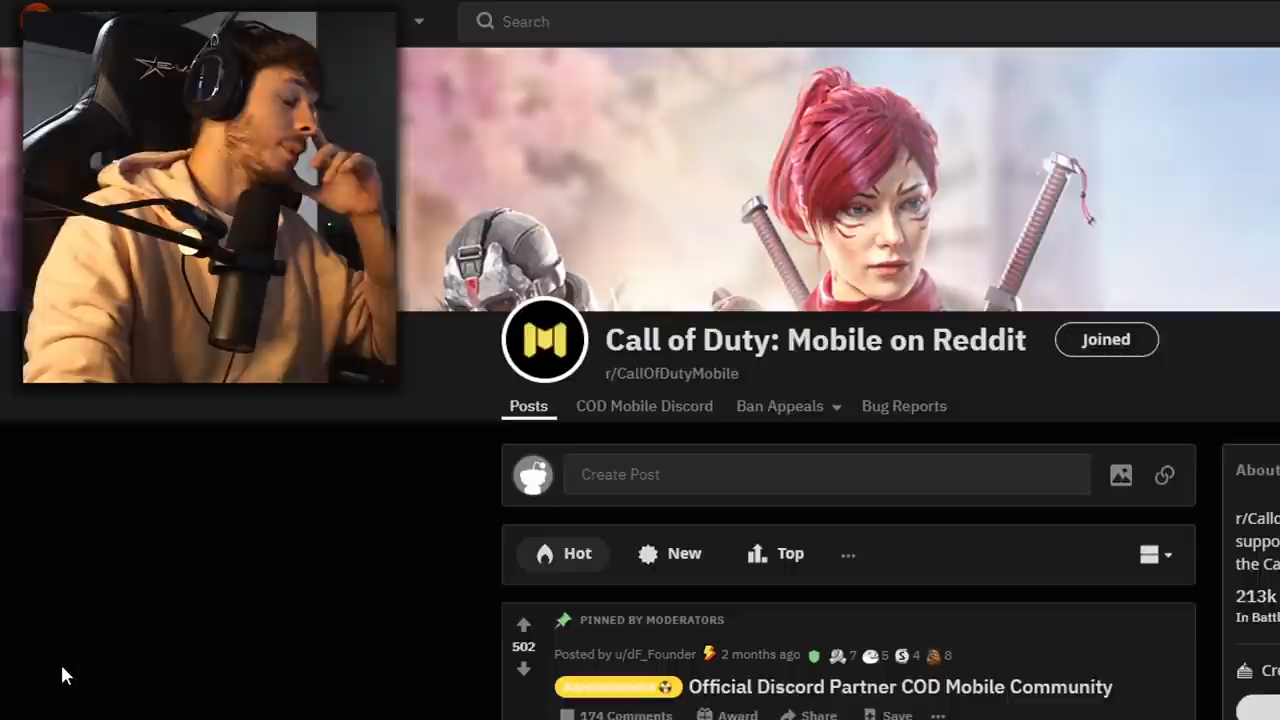 Search
Call of Duty: Mobile on Reddit
Joined
r/CallOfDutyMobile
Posts COD Mobile Discord Ban Appeals Bug Reports
Create Post
About
r/Callo
suppo
the Ca
Hot New Top ...
213k
In Battl
PINNED BY MODERATORS
502
Posted by u/dF_Founder 2 months ago 7 5 4 8
Cr
Official Discord Partner COD Mobile Community
174 Comments Award Share Save ...